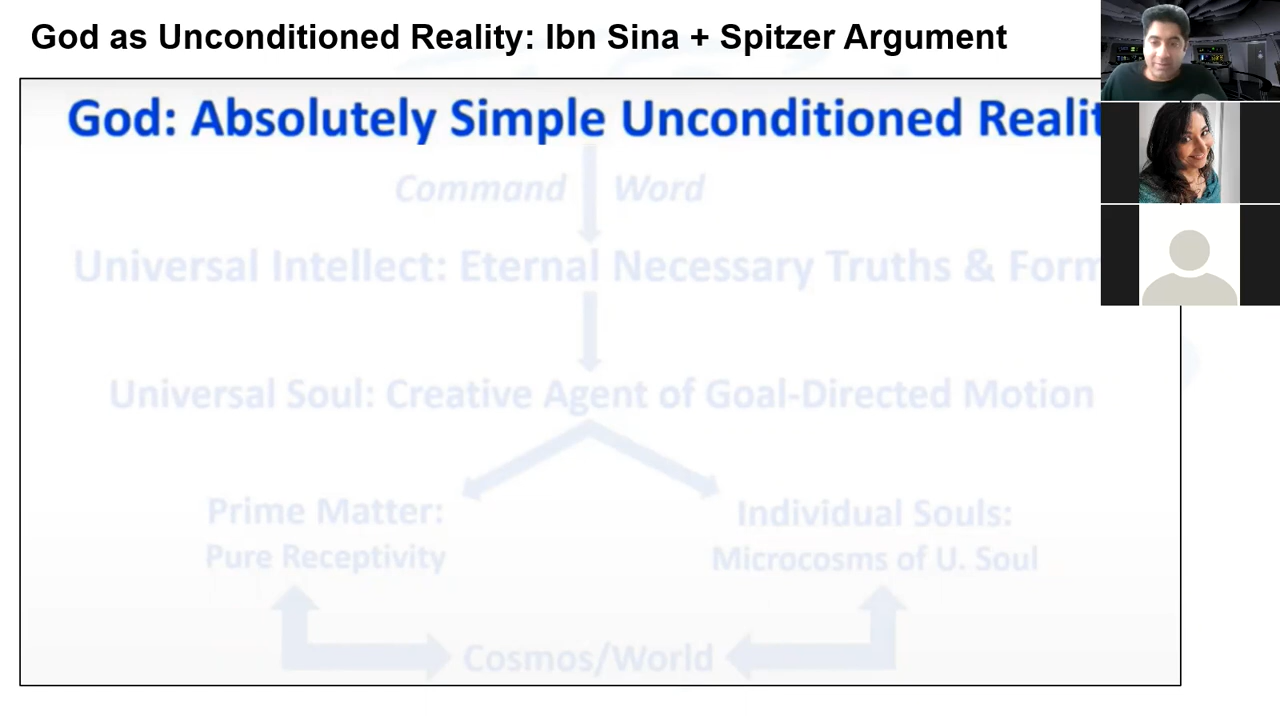 God as Unconditioned Reality: Ibn Sina + Spitzer Argument
God: Absolutely Simple Unconditioned Realit
Command Word
Universal Intellect: Eternal Necessary Truths & Form
Universal Soul: Creative Agent of Goal-Directed Motion
Prime Matter:
Pure Receptivity
Individual Souls:
Microcosms of U. Soul
Cosmos/World